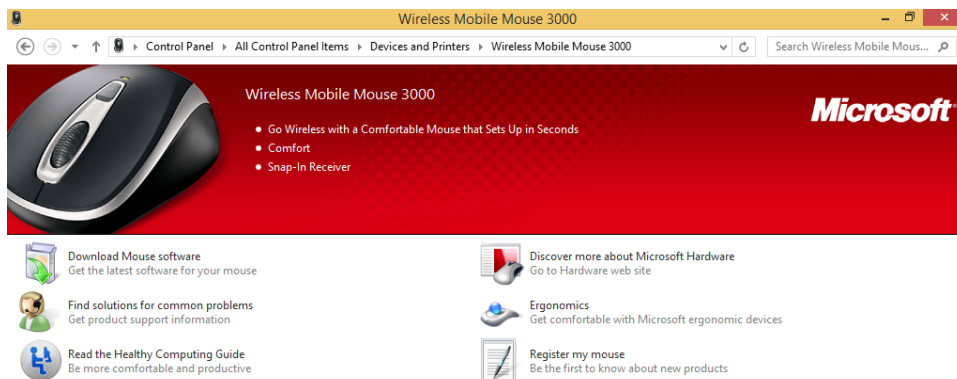 Wireless Mobile Mouse 3000
Control Panel ▸ All Control Panel Items ▸ Devices and Printers ▸ Wireless Mobile Mouse 3000
Search Wireless Mobile Mous...
Wireless Mobile Mouse 3000
Microsoft
• Go Wireless with a Comfortable Mouse that Sets Up in Seconds
• Comfort
• Snap-In Receiver
Download Mouse software
Get the latest software for your mouse
Discover more about Microsoft Hardware
Go to Hardware web site
Find solutions for common problems
Get product support information
Ergonomics
Get comfortable with Microsoft ergonomic devices
Read the Healthy Computing Guide
Be more comfortable and productive
Register my mouse
Be the first to know about new products